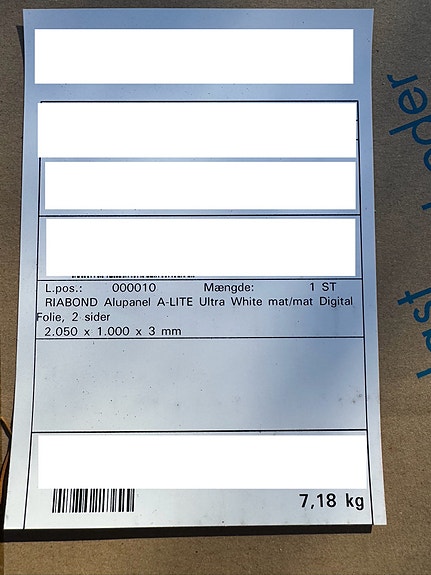 L.pos.: 000010 Mængde: 1 ST
RIABOND Alupanel A-LITE Ultra White mat/mat Digital
Folie, 2 sider
2.050 x 1.000 x 3 mm
7,18 kg